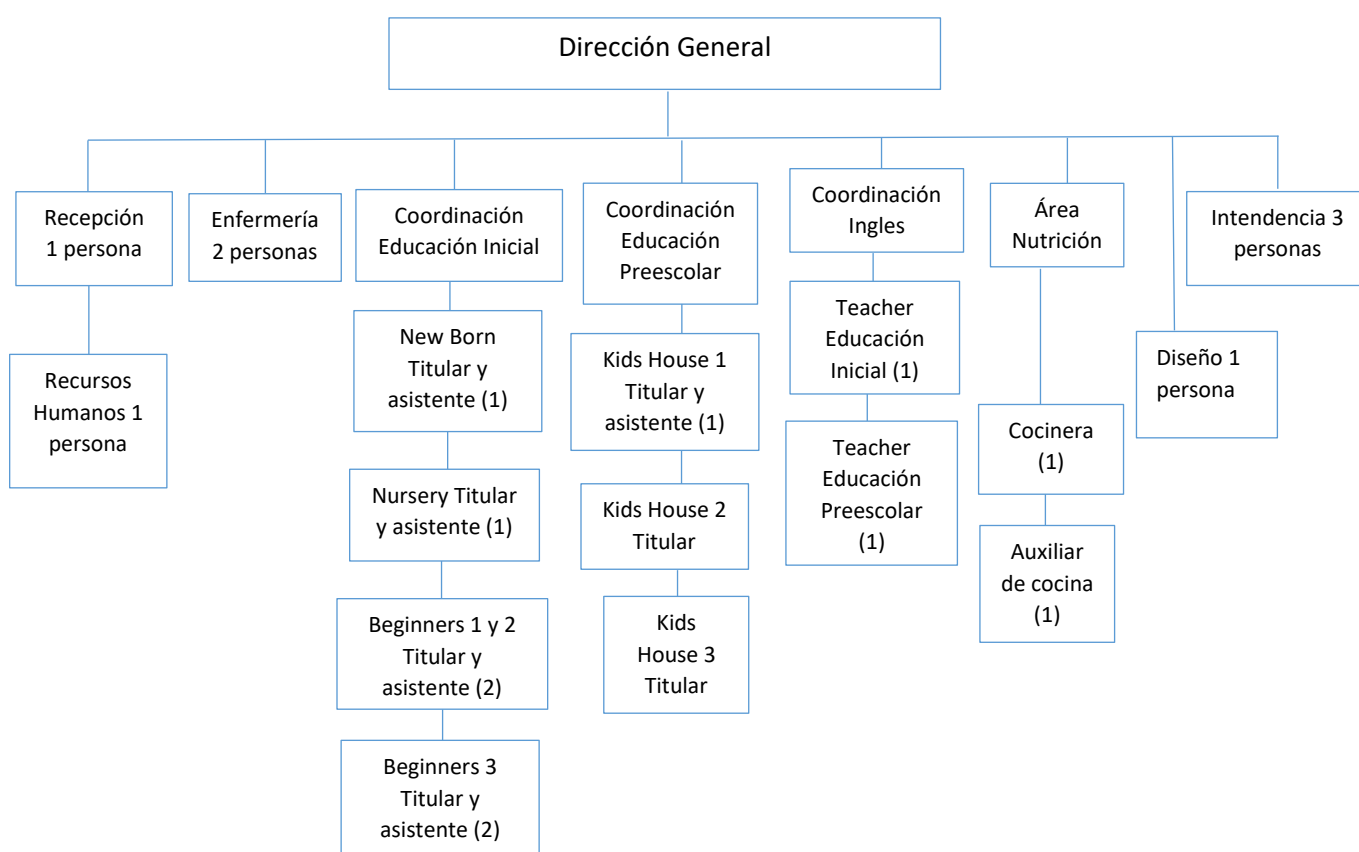 Dirección General
Recepción
1 persona
Enfermería
2 personas
Coordinación
Educación Inicial
Coordinación
Educación
Preescolar
Coordinación
Ingles
Área
Nutrición
Intendencia 3
personas
Recursos
Humanos 1
persona
New Born
Titular y
asistente (1)
Nursery Titular
y asistente (1)
Beginners 1 y 2
Titular y
asistente (2)
Beginners 3
Titular y
asistente (2)
Kids House 1
Titular y
asistente (1)
Kids House 2
Titular
Kids
House 3
Titular
Teacher
Educación
Inicial (1)
Teacher
Educación
Preescolar
(1)
Cocinera
(1)
Auxiliar
de cocina
(1)
Diseño 1
persona